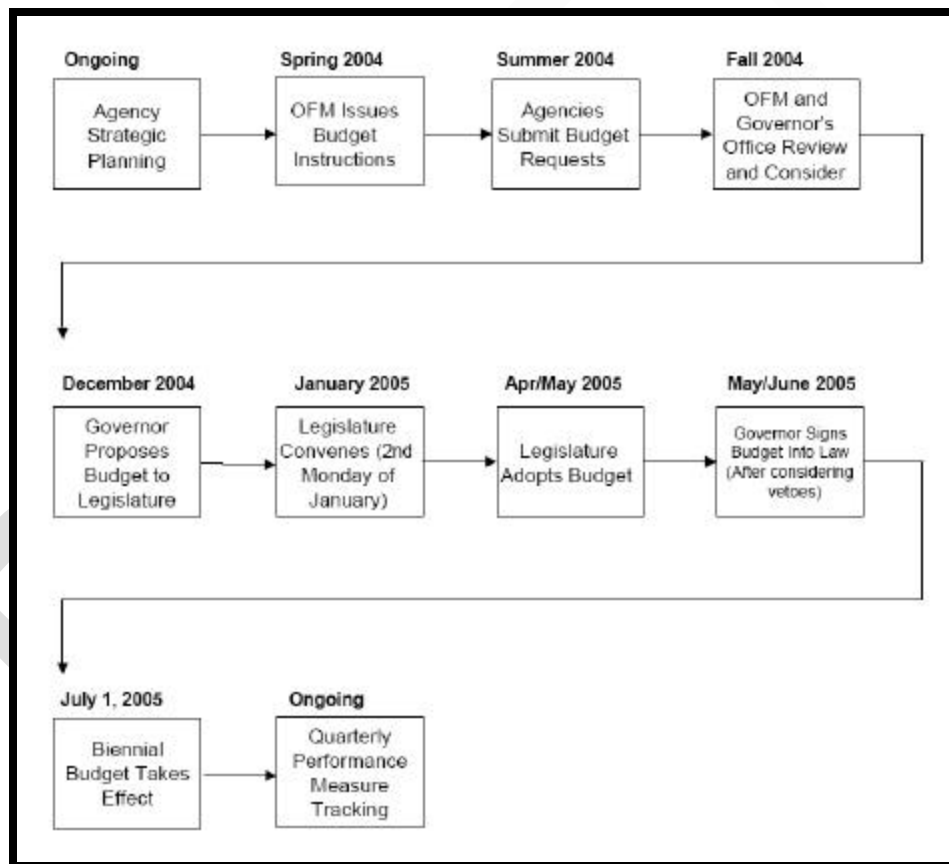 Ongoing
Agency
Strategic
Planning
Spring 2004
OFM Issues
Budget
Instructions
Summer 2004
Agencies
Submit Budget
Requests
Fall 2004
OFM and
Governor's
Office Review
and Consider
December 2004
Governor
Proposes
Budget to
Legislature
January 2005
Legislature
Convenes (2nd
Monday of
January)
Apr/May 2005
Legislature
Adopts Budget
May/June 2005
Governor Signs
Budget Into Law
(After considering
vetoes)
July 1, 2005
Biennial
Budget Takes
Effect
Ongoing
Quarterly
Performance
Measure
Tracking